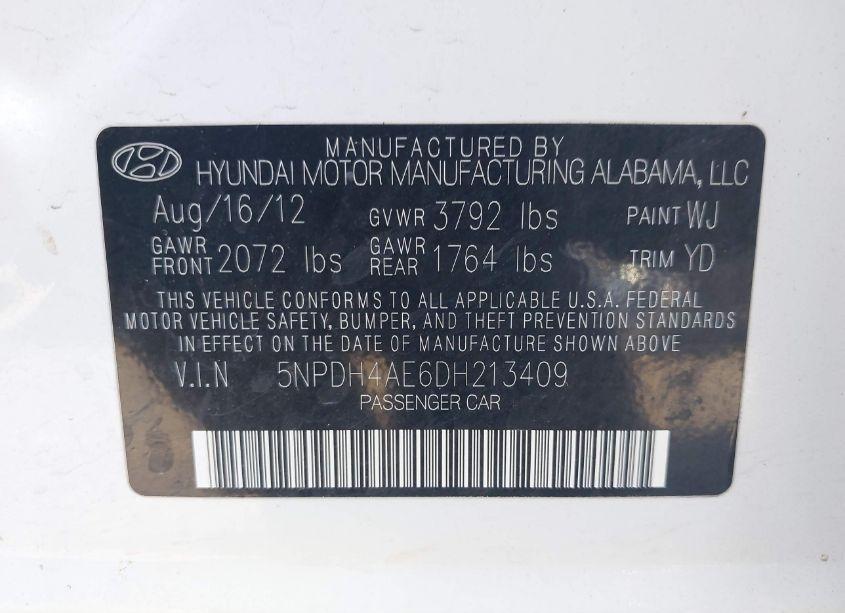 MANUFACTURED BY
HYUNDAI MOTOR MANUFACTURING ALABAMA, LLC
Aug/16/12 GVWR 3792 lbs PAINT WJ
GAWR FRONT 2072 lbs GAWR REAR 1764 lbs TRIM YD
THIS VEHICLE CONFORMS TO ALL APPLICABLE U.S.A. FEDERAL
MOTOR VEHICLE SAFETY, BUMPER, AND THEFT PREVENTION STANDARDS
IN EFFECT ON THE DATE OF MANUFACTURE SHOWN ABOVE
V.I.N 5NPDH4AE6DH213409
PASSENGER CAR